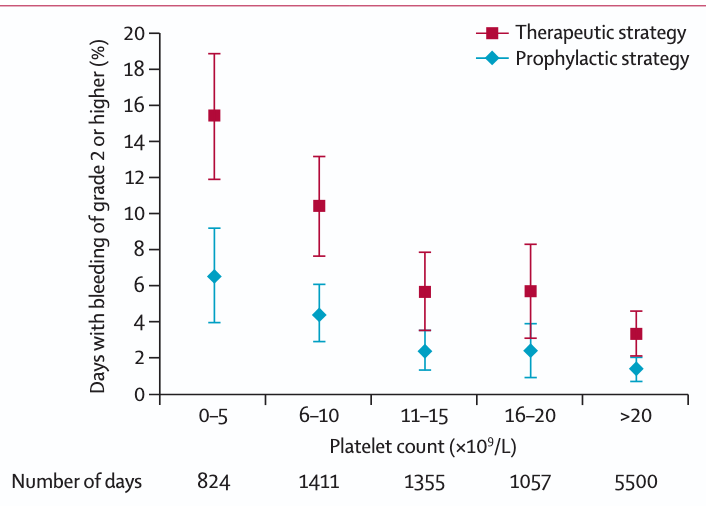 Therapeutic strategy
Prophylactic strategy
Days with bleeding of grade 2 or higher (%)
20
18
16
14
12
10
8
6
4
2
0
0–5 6–10 11–15 16–20 >20
Platelet count (×10⁹/L)
Number of days 824 1411 1355 1057 5500